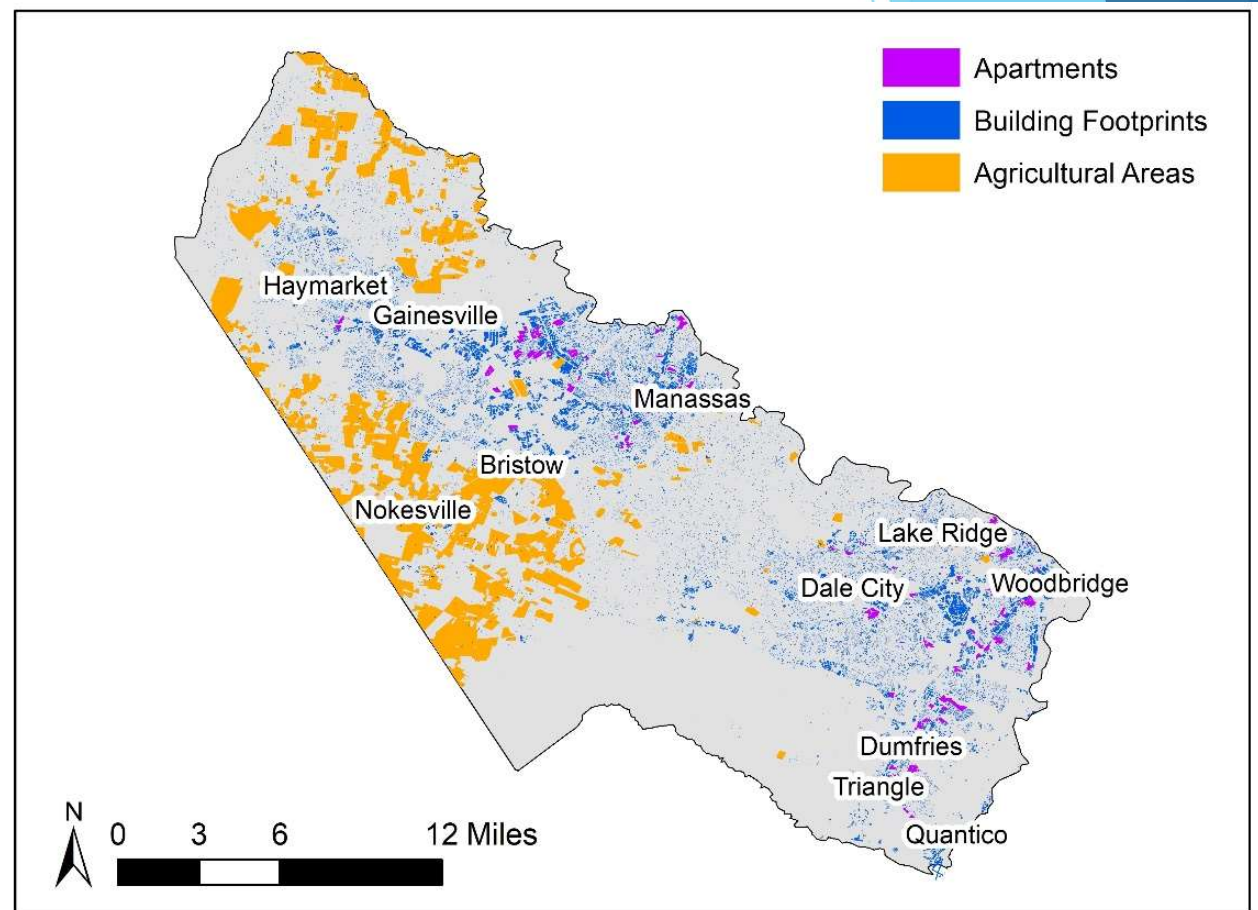 Apartments
Building Footprints
Agricultural Areas
Haymarket
Gainesville
Manassas
Bristow
Nokesville
Lake Ridge
Dale City
Woodbridge
Dumfries
Triangle
Quantico
N
0 3 6 12 Miles